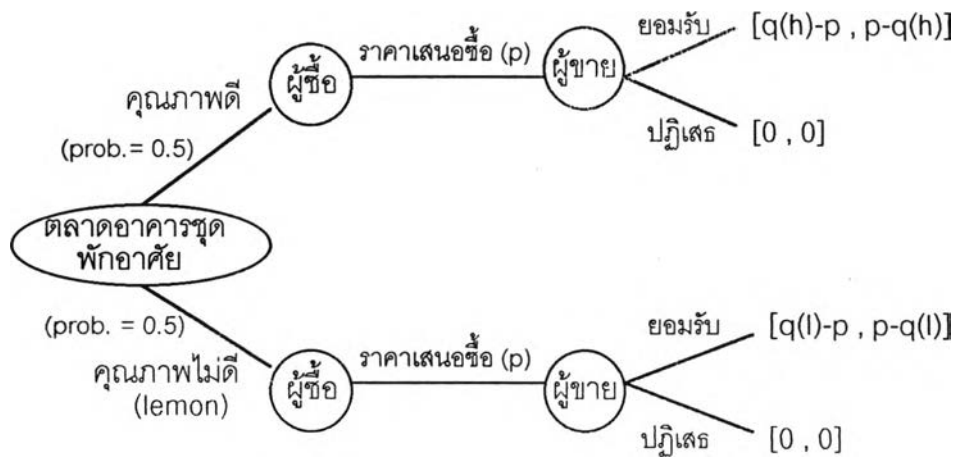 ยอมรับ [q(h)-p , p-q(h)]
ผู้ซื้อ ราคาเสนอซื้อ (p) ผู้ขาย
คุณภาพดี
(prob.= 0.5)
ปฏิเสธ [0 , 0]
ตลาดอาคารชุด
พักอาศัย
(prob. = 0.5)
คุณภาพไม่ดี
(lemon)
ยอมรับ [q(l)-p , p-q(l)]
ผู้ซื้อ ราคาเสนอซื้อ (p) ผู้ขาย
ปฏิเสธ [0 , 0]